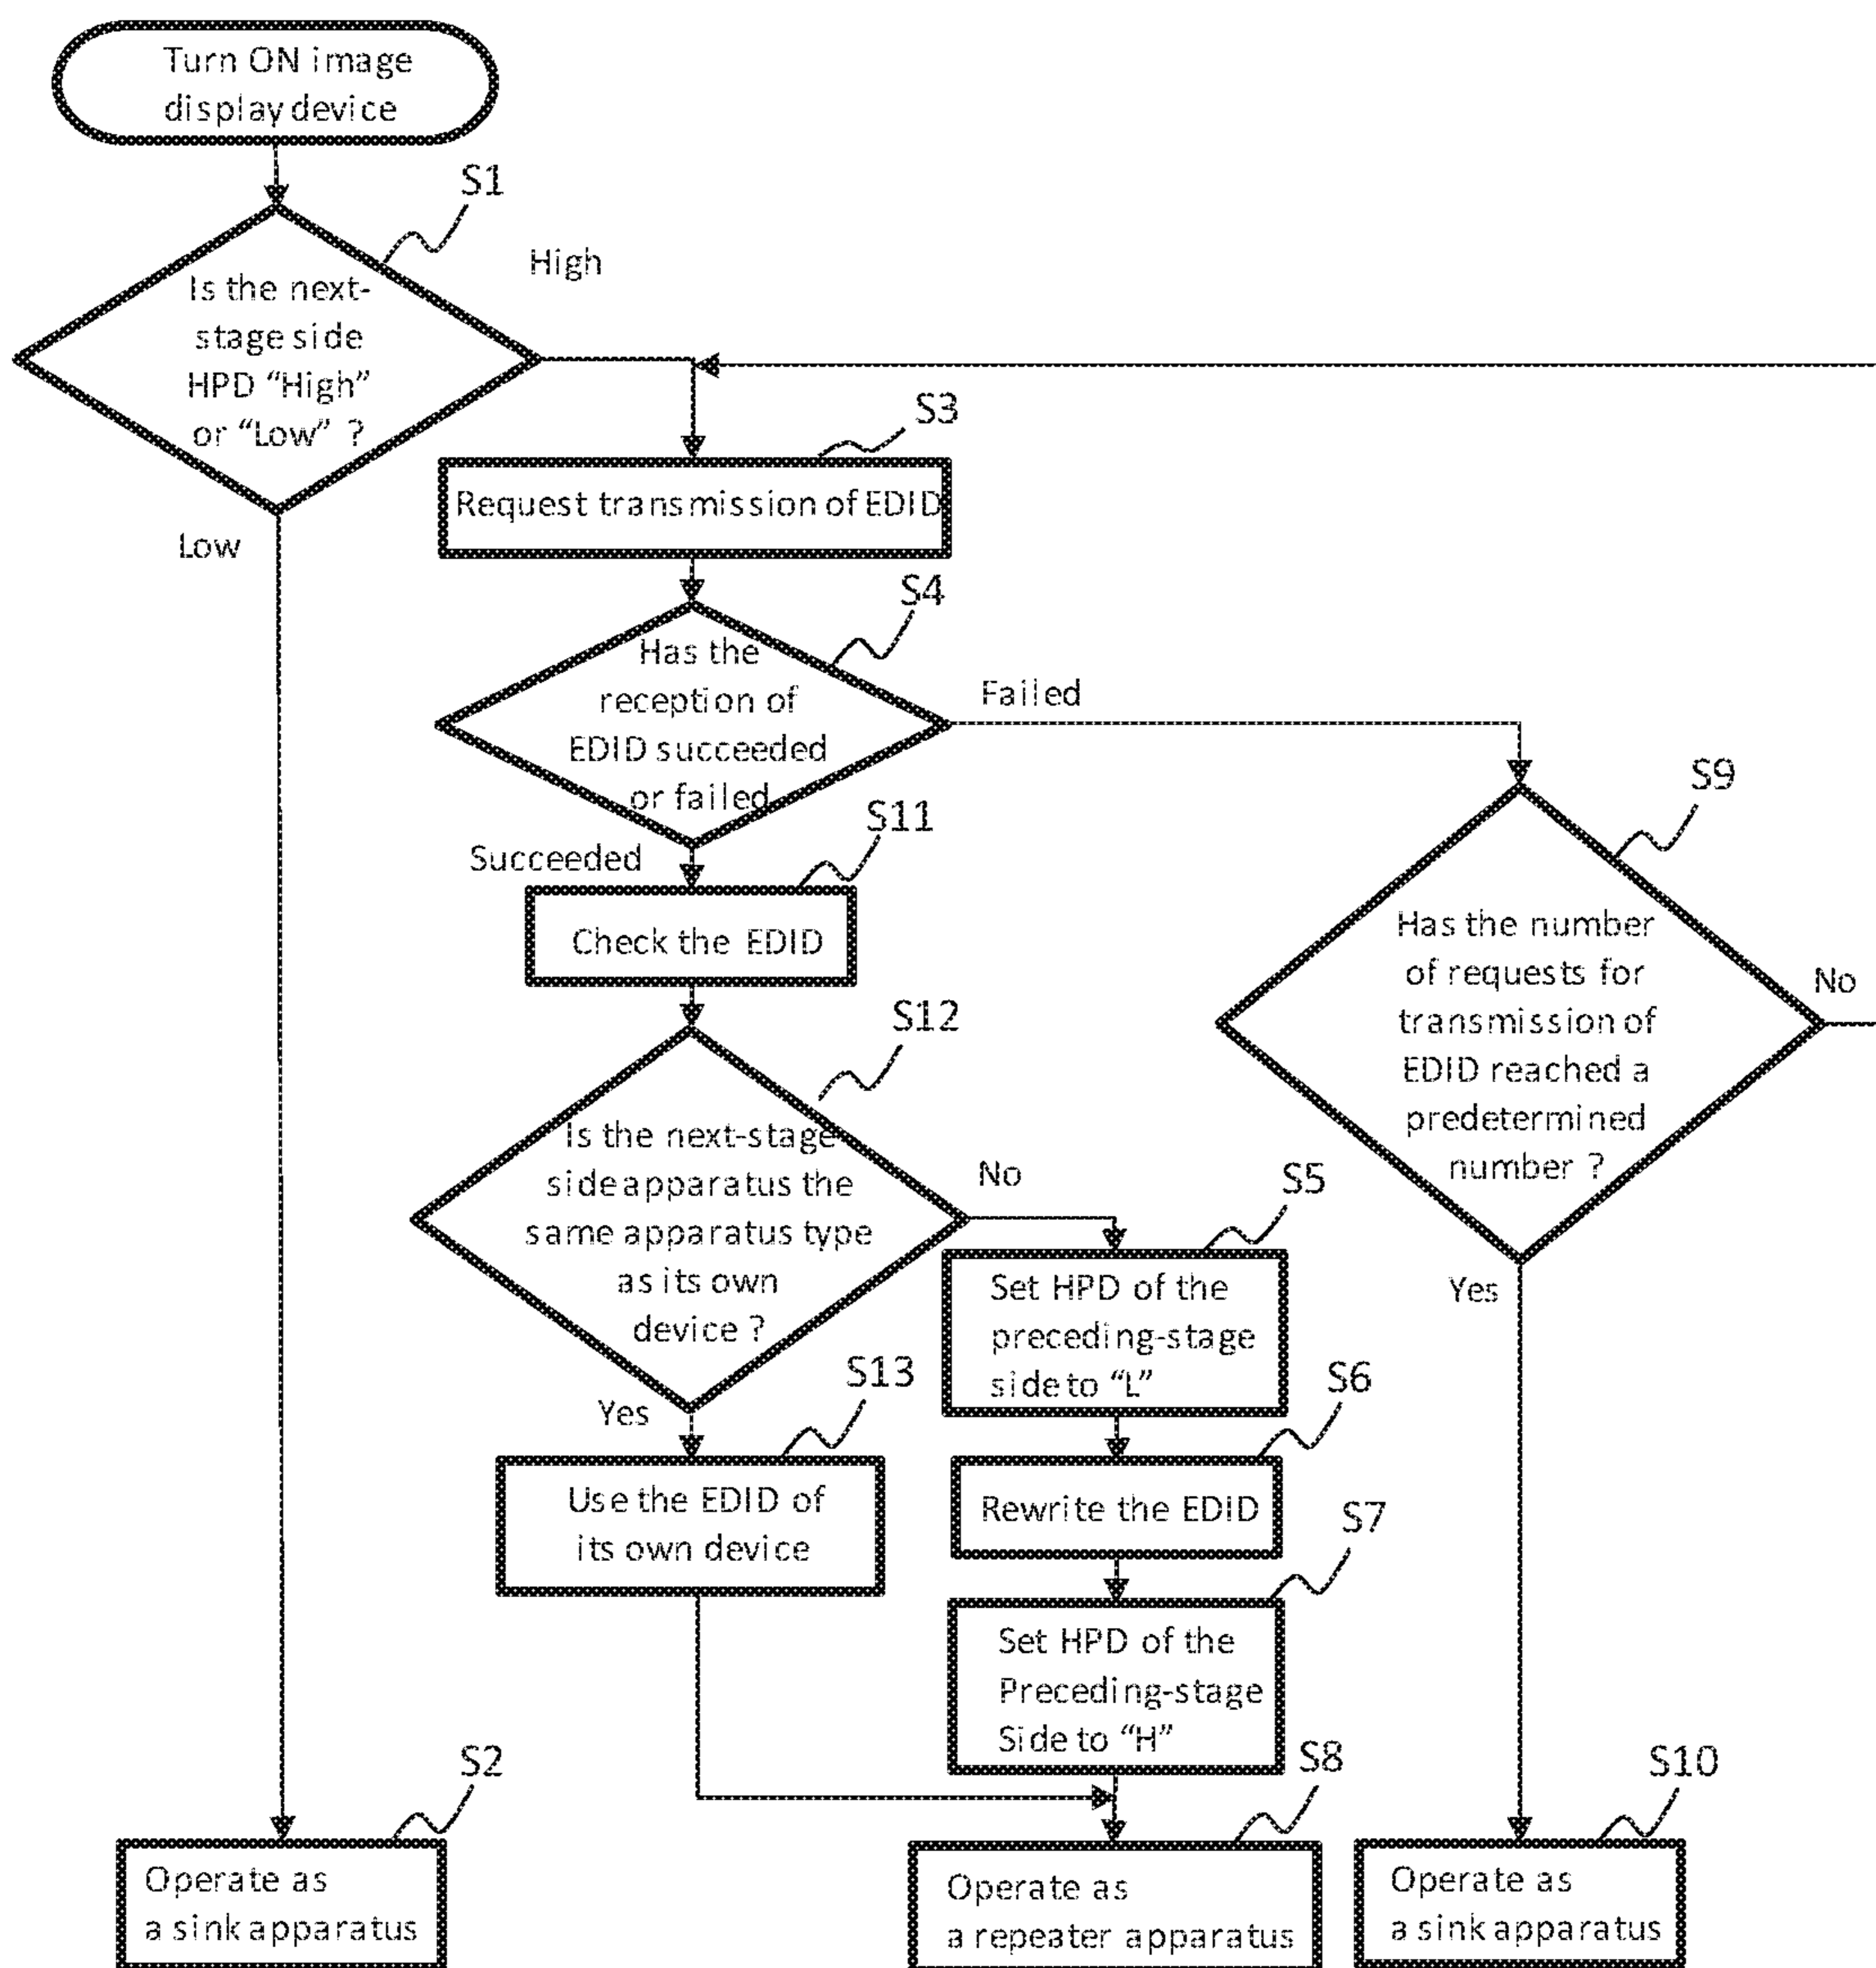 Turn ON image
display device
S1
High
Is the next-
stage side
HPD “High”
or “Low” ?
Low
S3
Request transmission of EDID
S4
Has the
reception of
EDID succeeded
or failed
Failed
S11
Succeeded
Check the EDID
S9
Has the number
of requests for
transmission of
EDID reached a
predetermined
number ?
No
Yes
S12
Is the next-stage
side apparatus the
same apparatus type
as its own
device ?
No
Yes
S5
Set HPD of the
preceding-stage
side to “L”
S13
Use the EDID of
its own device
S6
Rewrite the EDID
S7
Set HPD of the
Preceding-stage
Side to “H”
S2
Operate as
a sink apparatus
S8
Operate as
a repeater apparatus
S10
Operate as
a sink apparatus